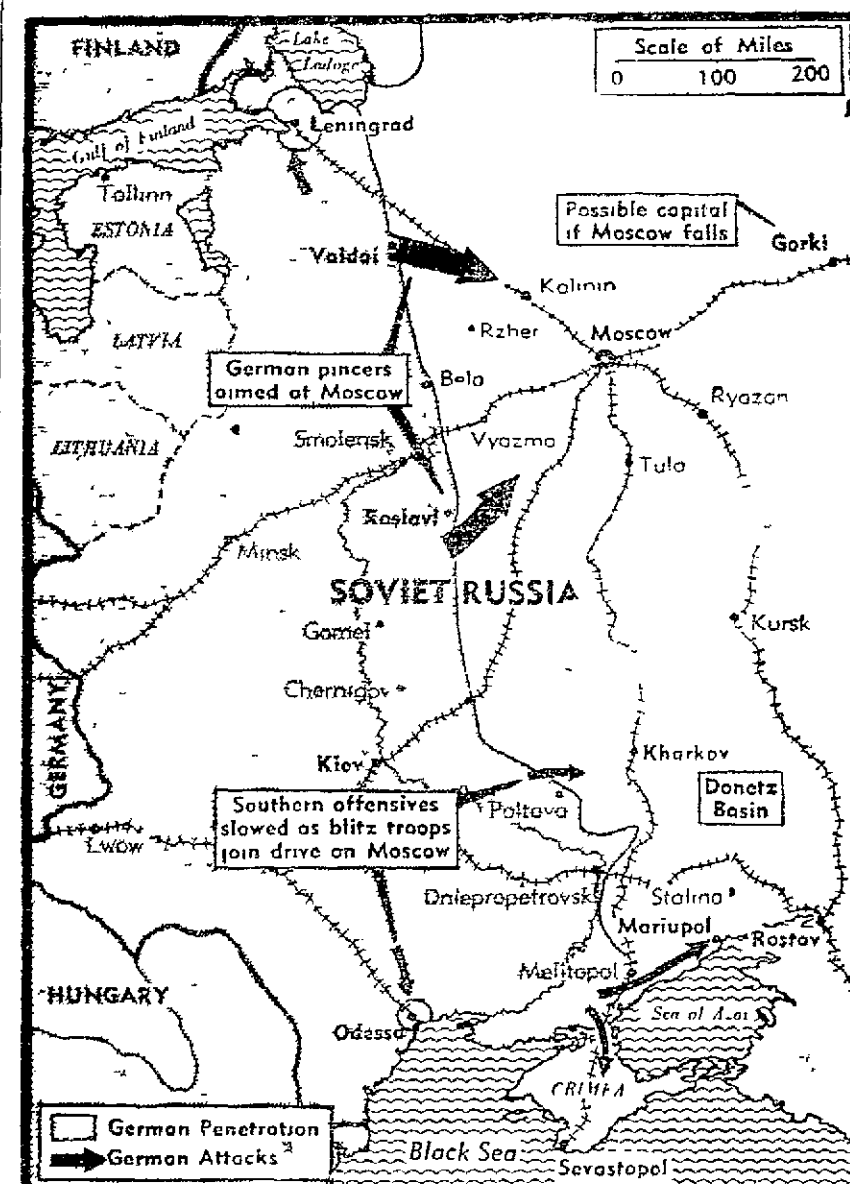 FINLAND
Lake
Ladoga
Scale of Miles
0 100 200
Gulf of Finland
Leningrad
Tallinn
ESTONIA
Possible capital
if Moscow falls
Gorki
Valdai
Kalinin
Rzher
Moscow
LATVIA
German pincers
aimed at Moscow
Bela
Ryazan
LITHUANIA
Smolensk
Vyazma
Tula
Roslavl
Minsk
SOVIET RUSSIA
Gomel
Kursk
Chernigov
GERMANY
Kiev
Kharkov
Donetz
Basin
Southern offensives
slowed as blitz troops
join drive on Moscow
Poltava
Lwow
Dniepropetrovsk
Stalino
Mariupol
Rostov
Melitopol
HUNGARY
Sea of Azov
Odessa
CRIMEA
German Penetration
German Attacks
Black Sea
Sevastopol